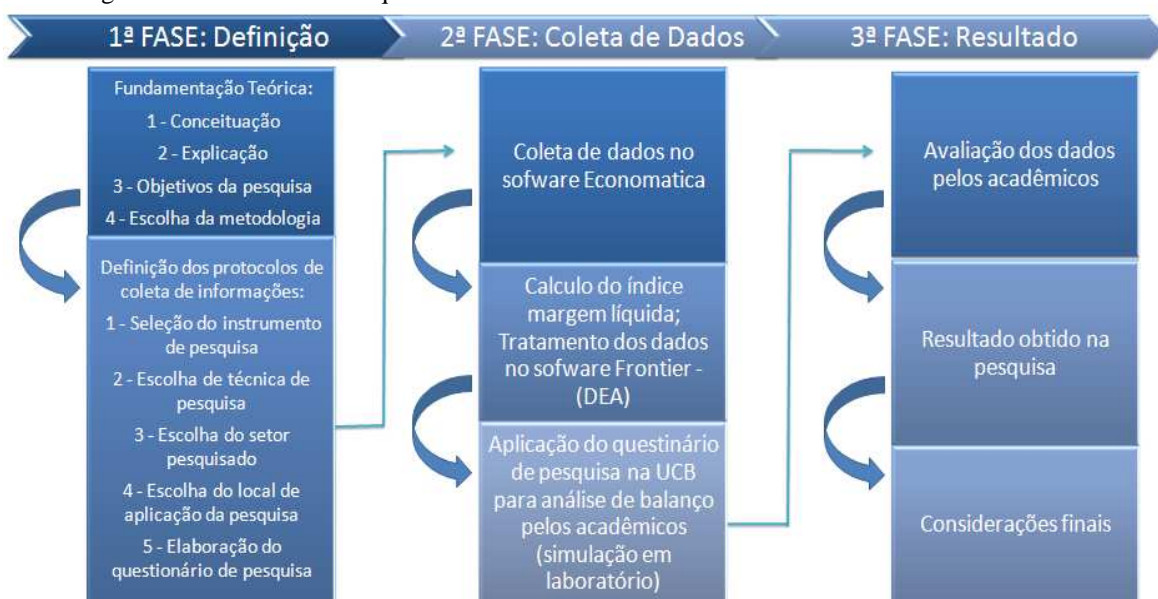 1ª FASE: Definição
2ª FASE: Coleta de Dados
3ª FASE: Resultado
Fundamentação Teórica:
1 - Conceituação
2 - Explicação
3 - Objetivos da pesquisa
4 - Escolha da metodologia
Definição dos protocolos de
coleta de informações:
1 - Seleção do instrumento
de pesquisa
2 - Escolha de técnica de
pesquisa
3 - Escolha do setor
pesquisado
4 - Escolha do local de
aplicação da pesquisa
5 - Elaboração do
questionário de pesquisa
Coleta de dados no
sofware Economatica
Calculo do índice
margem líquida;
Tratamento dos dados
no sofware Frontier -
(DEA)
Aplicação do questinário
de pesquisa na UCB
para análise de balanço
pelos acadêmicos
(simulação em
laboratório)
Avaliação dos dados
pelos acadêmicos
Resultado obtido na
pesquisa
Considerações finais